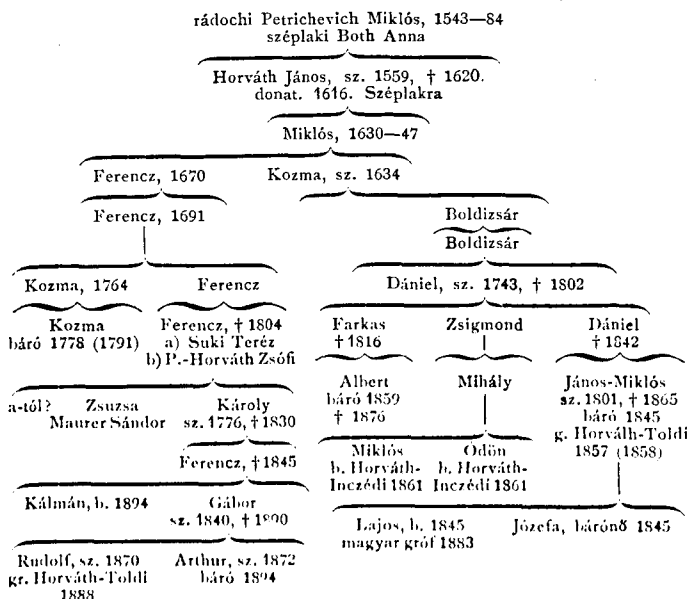 rádochi Petrichevich Miklós, 1543—84
széplaki Both Anna
Horváth János, sz. 1559, † 1620.
donat. 1616. Széplakra
Miklós, 1630—47
Ferencz, 1670 Kozma, sz. 1634
Ferencz, 1691 Boldizsár
Boldizsár
Kozma, 1764 Ferencz Dániel, sz. 1743, † 1802
Kozma Ferencz, † 1804 Farkas Zsigmond Dániel
báró 1778 (1791) a) Suki Teréz † 1816 † 1842
b) P.-Horváth Zsófi
Albert Mihály János-Miklós
báró 1859 sz. 1801, † 1865
† 1876 báró 1845
g. Horválh-Toldi
1857 (1858)
a-tól? Zsuzsa Károly
Maurer Sándor sz. 1776, † 1830
Miklós Ödön
b. Horváth- b. Horváth-
Inczédi 1861 Inczédi 1861
Ferencz, † 1845
Kálmán, b. 1894 Gábor
sz. 1840, † 1890
Lajos, b. 1845 Józefa, bárónő 1845
magyar gróf 1883
Rudolf, sz. 1870 Arthur, sz. 1872
gr. Horváth-Toldi báró 1894
1888